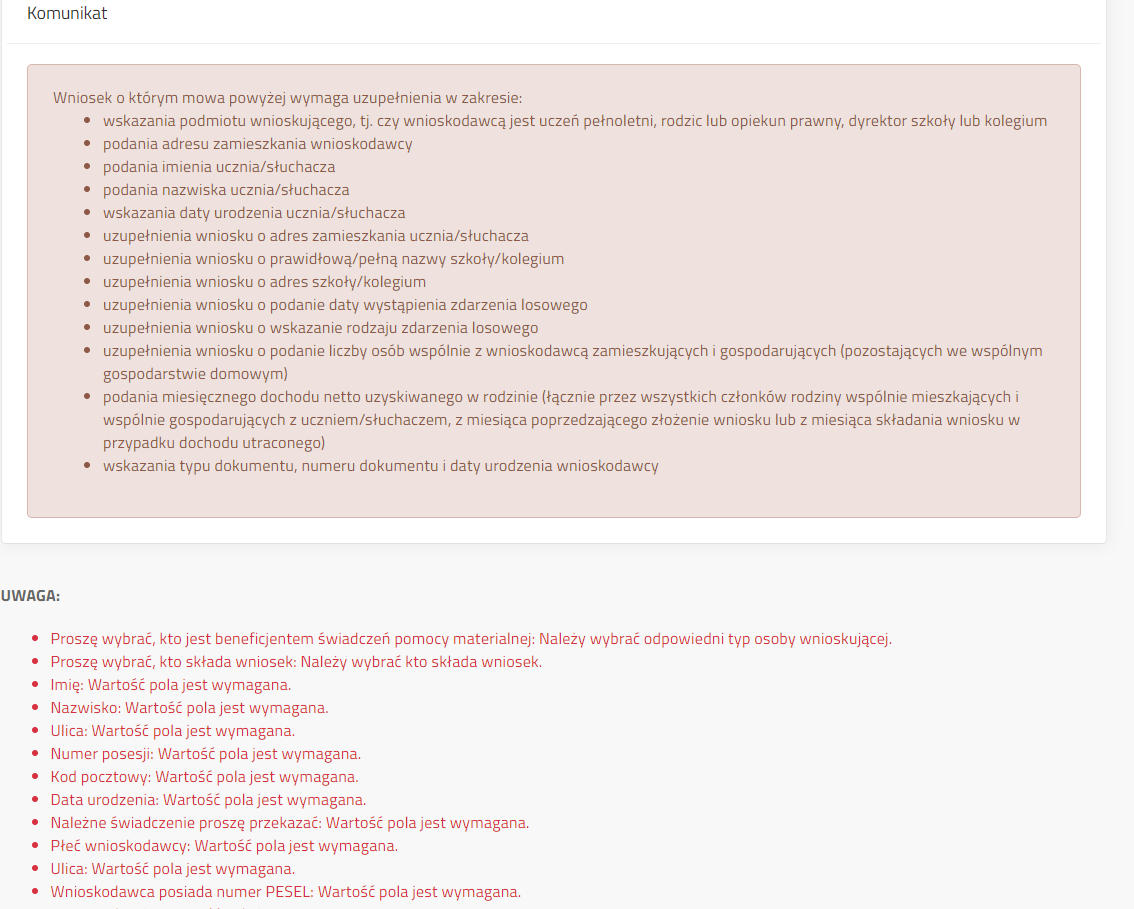 Komunikat
Wniosek o którym mowa powyżej wymaga uzupełnienia w zakresie:
wskazania podmiotu wnioskującego, tj. czy wnioskodawcą jest uczeń pełnoletni, rodzic lub opiekun prawny, dyrektor szkoły lub kolegium
podania adresu zamieszkania wnioskodawcy
podania imienia ucznia/słuchacza
podania nazwiska ucznia/słuchacza
wskazania daty urodzenia ucznia/słuchacza
uzupełnienia wniosku o adres zamieszkania ucznia/słuchacza
uzupełnienia wniosku o prawidłową/pełną nazwy szkoły/kolegium
uzupełnienia wniosku o adres szkoły/kolegium
uzupełnienia wniosku o podanie daty wystąpienia zdarzenia losowego
uzupełnienia wniosku o wskazanie rodzaju zdarzenia losowego
uzupełnienia wniosku o podanie liczby osób wspólnie z wnioskodawcą zamieszkujących i gospodarujących (pozostających we wspólnym
gospodarstwie domowym)
podania miesięcznego dochodu netto uzyskiwanego w rodzinie (łącznie przez wszystkich członków rodziny wspólnie mieszkających i
wspólnie gospodarujących z uczniem/słuchaczem, z miesiąca poprzedzającego złożenie wniosku lub z miesiąca składania wniosku w
przypadku dochodu utraconego)
wskazania typu dokumentu, numeru dokumentu i daty urodzenia wnioskodawcy
UWAGA:
Proszę wybrać, kto jest beneficjentem świadczeń pomocy materialnej: Należy wybrać odpowiedni typ osoby wnioskującej.
Proszę wybrać, kto składa wniosek: Należy wybrać kto składa wniosek.
Imię: Wartość pola jest wymagana.
Nazwisko: Wartość pola jest wymagana.
Ulica: Wartość pola jest wymagana.
Numer posesji: Wartość pola jest wymagana.
Kod pocztowy: Wartość pola jest wymagana.
Data urodzenia: Wartość pola jest wymagana.
Należne świadczenie proszę przekazać: Wartość pola jest wymagana.
Płeć wnioskodawcy: Wartość pola jest wymagana.
Ulica: Wartość pola jest wymagana.
Wnioskodawca posiada numer PESEL: Wartość pola jest wymagana.